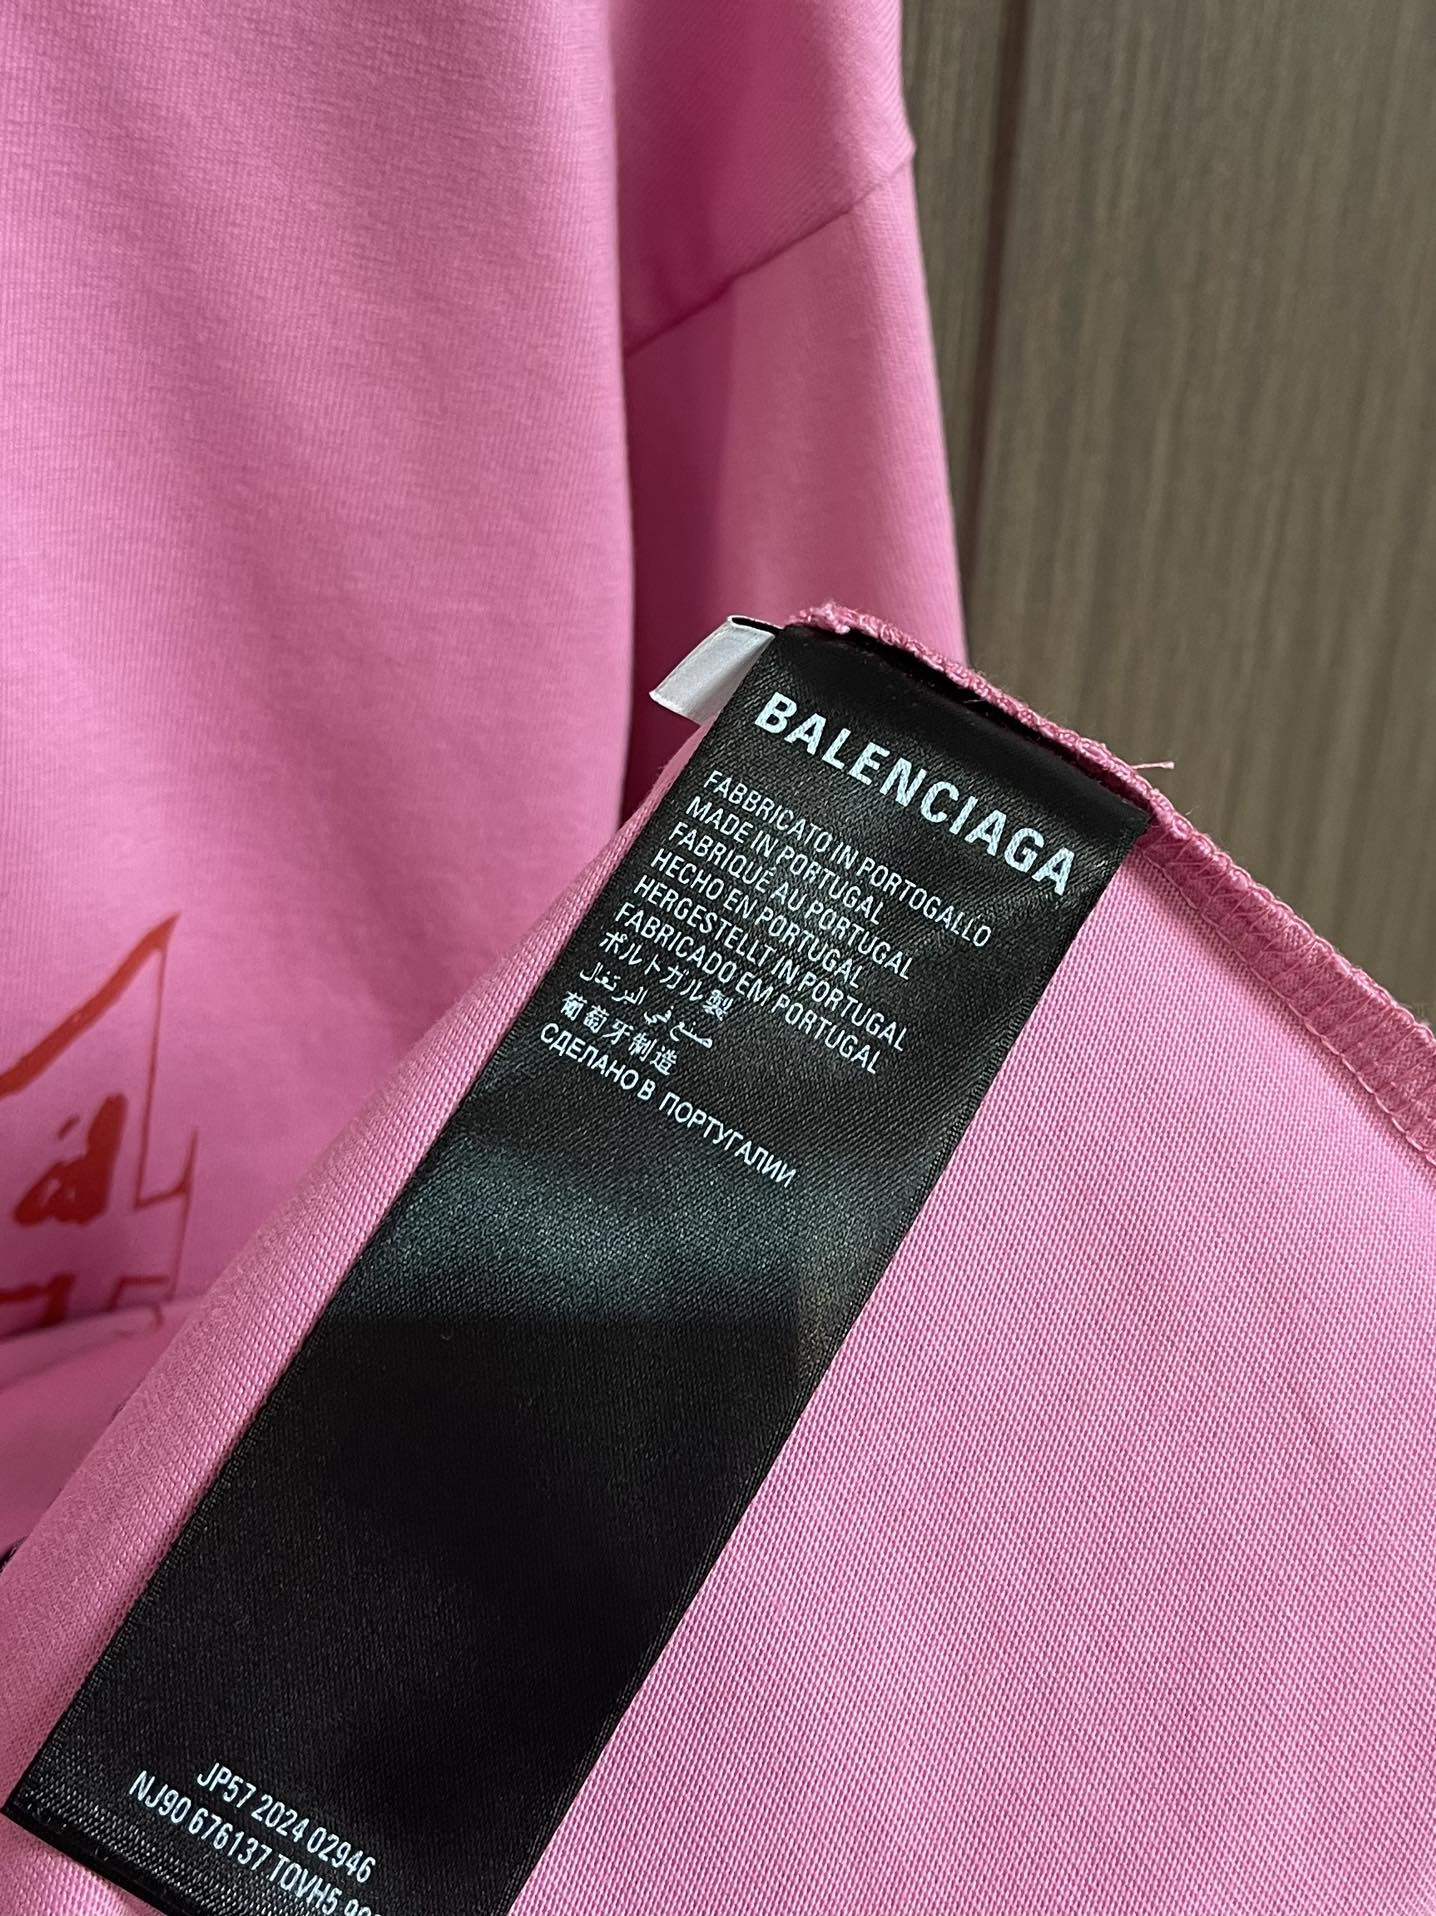 BALENCIAGA
FABBRICATO IN PORTOGALLO
MADE IN PORTUGAL
FABRIQUÉ AU PORTUGAL
HECHO EN PORTUGAL
HERGESTELLT IN PORTUGAL
FABRICADO EM PORTUGAL
ポルトガル製
صنع في البرتغال
葡萄牙制造
СДЕЛАНО В ПОРТУГАЛИИ
JP57 2024 02946
NJ90 676137 TOVH5